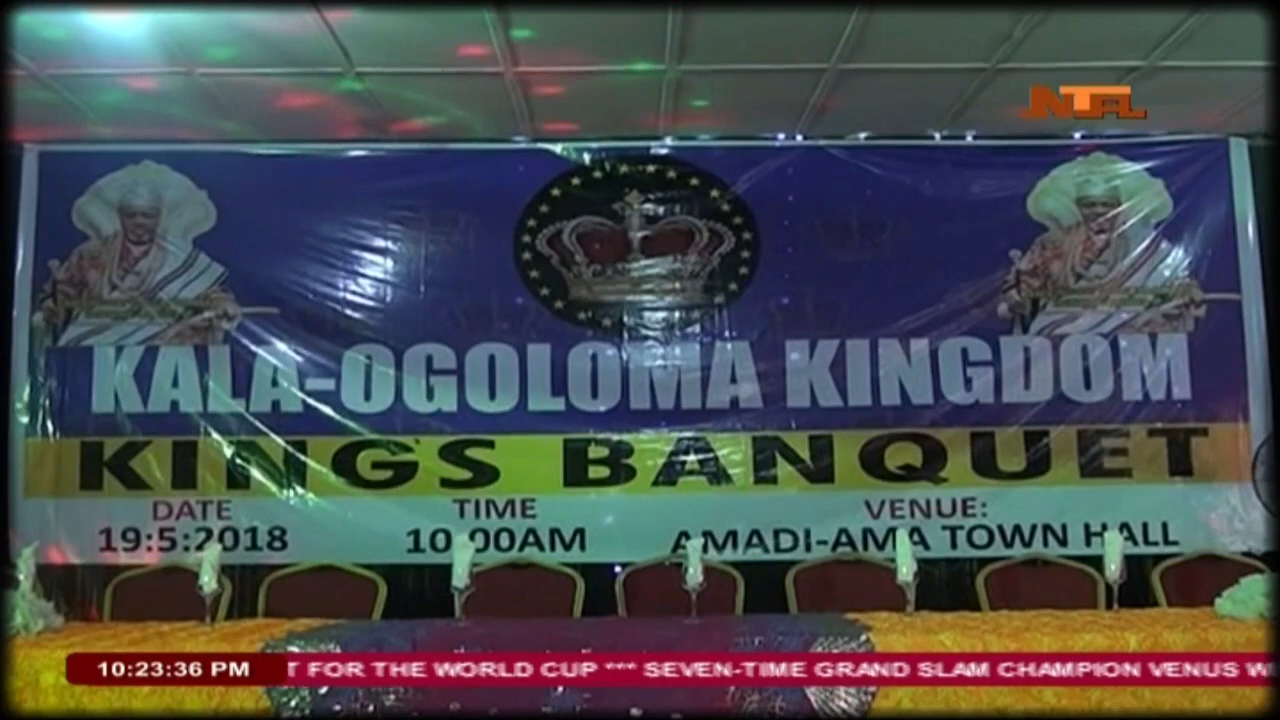 NTA
KALA-OGOLOMA KINGDOM
KING'S BANQUET
DATE TIME VENUE:
19:5:2018 10:00AM AMADI-AMA TOWN HALL
10:23:36 PM T FOR THE WORLD CUP *** SEVEN-TIME GRAND SLAM CHAMPION VENUS W